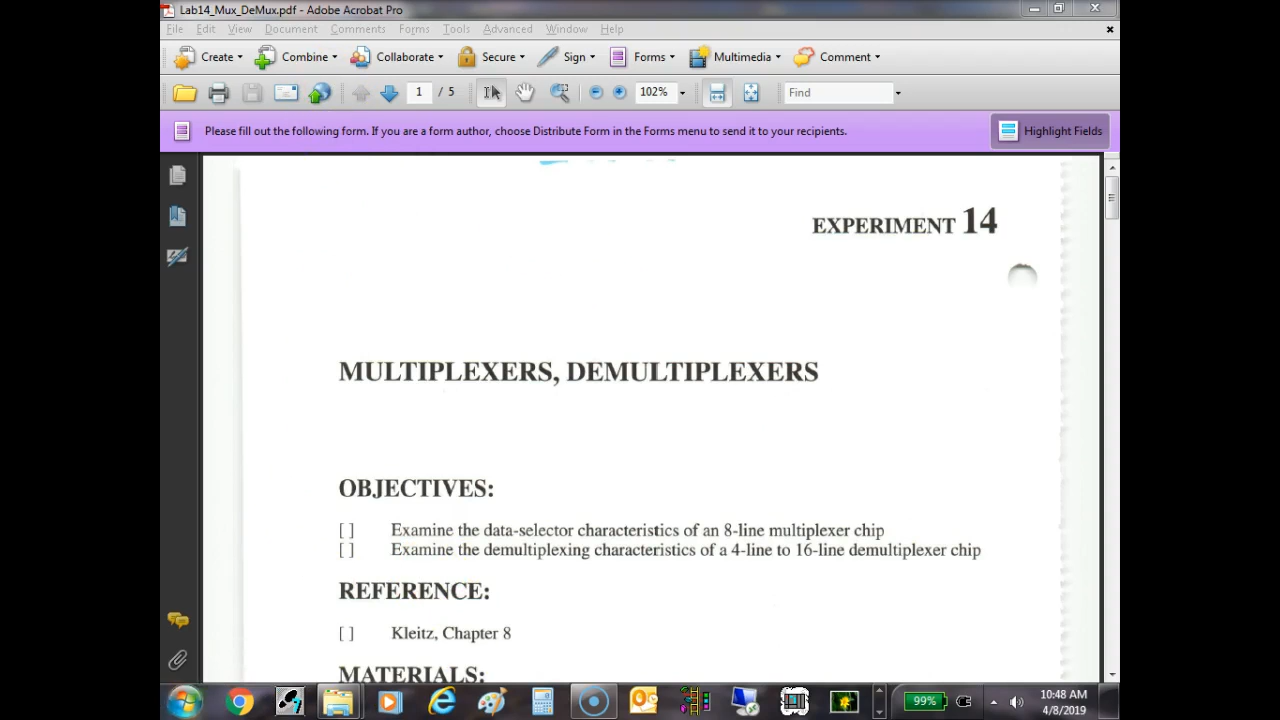 Lab14_Mux_DeMux.pdf - Adobe Acrobat Pro
File Edit View Document Comments Forms Tools Advanced Window Help
Create Combine Collaborate Secure Sign Forms Multimedia Comment
1 / 5 102% Find
Please fill out the following form. If you are a form author, choose Distribute Form in the Forms menu to send it to your recipients.
Highlight Fields
EXPERIMENT 14
MULTIPLEXERS, DEMULTIPLEXERS
OBJECTIVES:
[ ] Examine the data-selector characteristics of an 8-line multiplexer chip
[ ] Examine the demultiplexing characteristics of a 4-line to 16-line demultiplexer chip
REFERENCE:
[ ] Kleitz, Chapter 8
MATERIALS:
99%
10:48 AM
4/8/2019